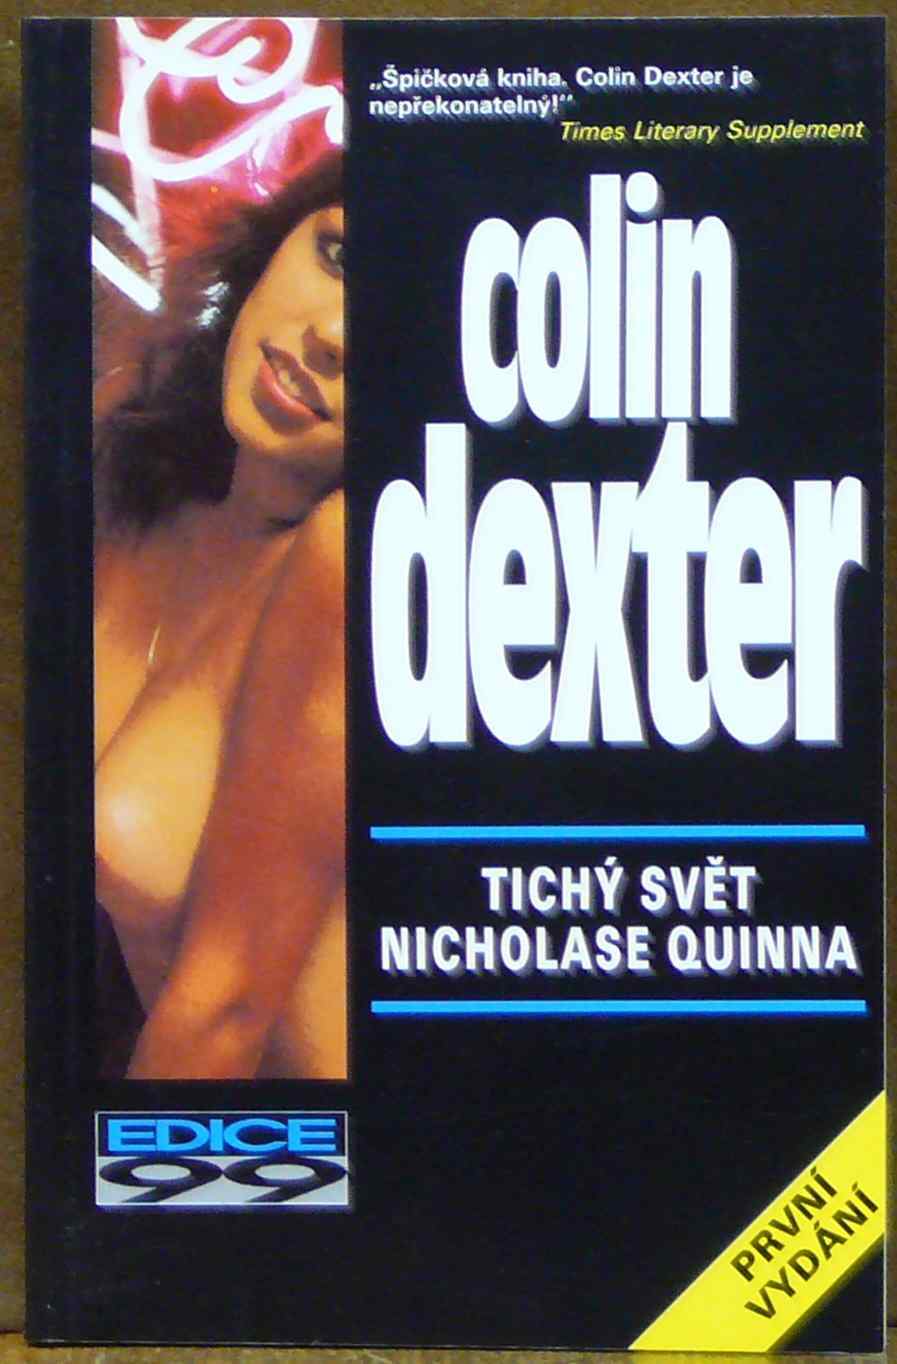 „Špičková kniha. Colin Dexter je
nepřekonatelný!“
Times Literary Supplement
colin
dexter
TICHÝ SVĚT
NICHOLASE QUINNA
EDICE
99
PRVNÍ
VYDÁNÍ